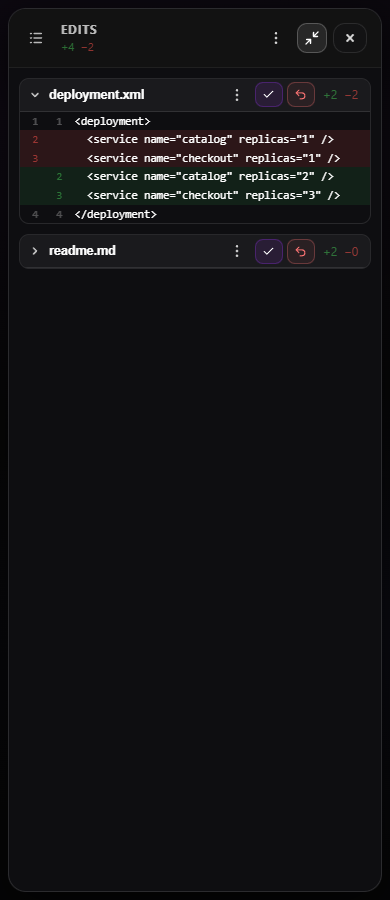 EDITS
+4 −2
deployment.xml +2 −2
1 1 <deployment>
2 <service name="catalog" replicas="1" />
3 <service name="checkout" replicas="1" />
2 <service name="catalog" replicas="2" />
3 <service name="checkout" replicas="3" />
4 4 </deployment>
readme.md +2 −0